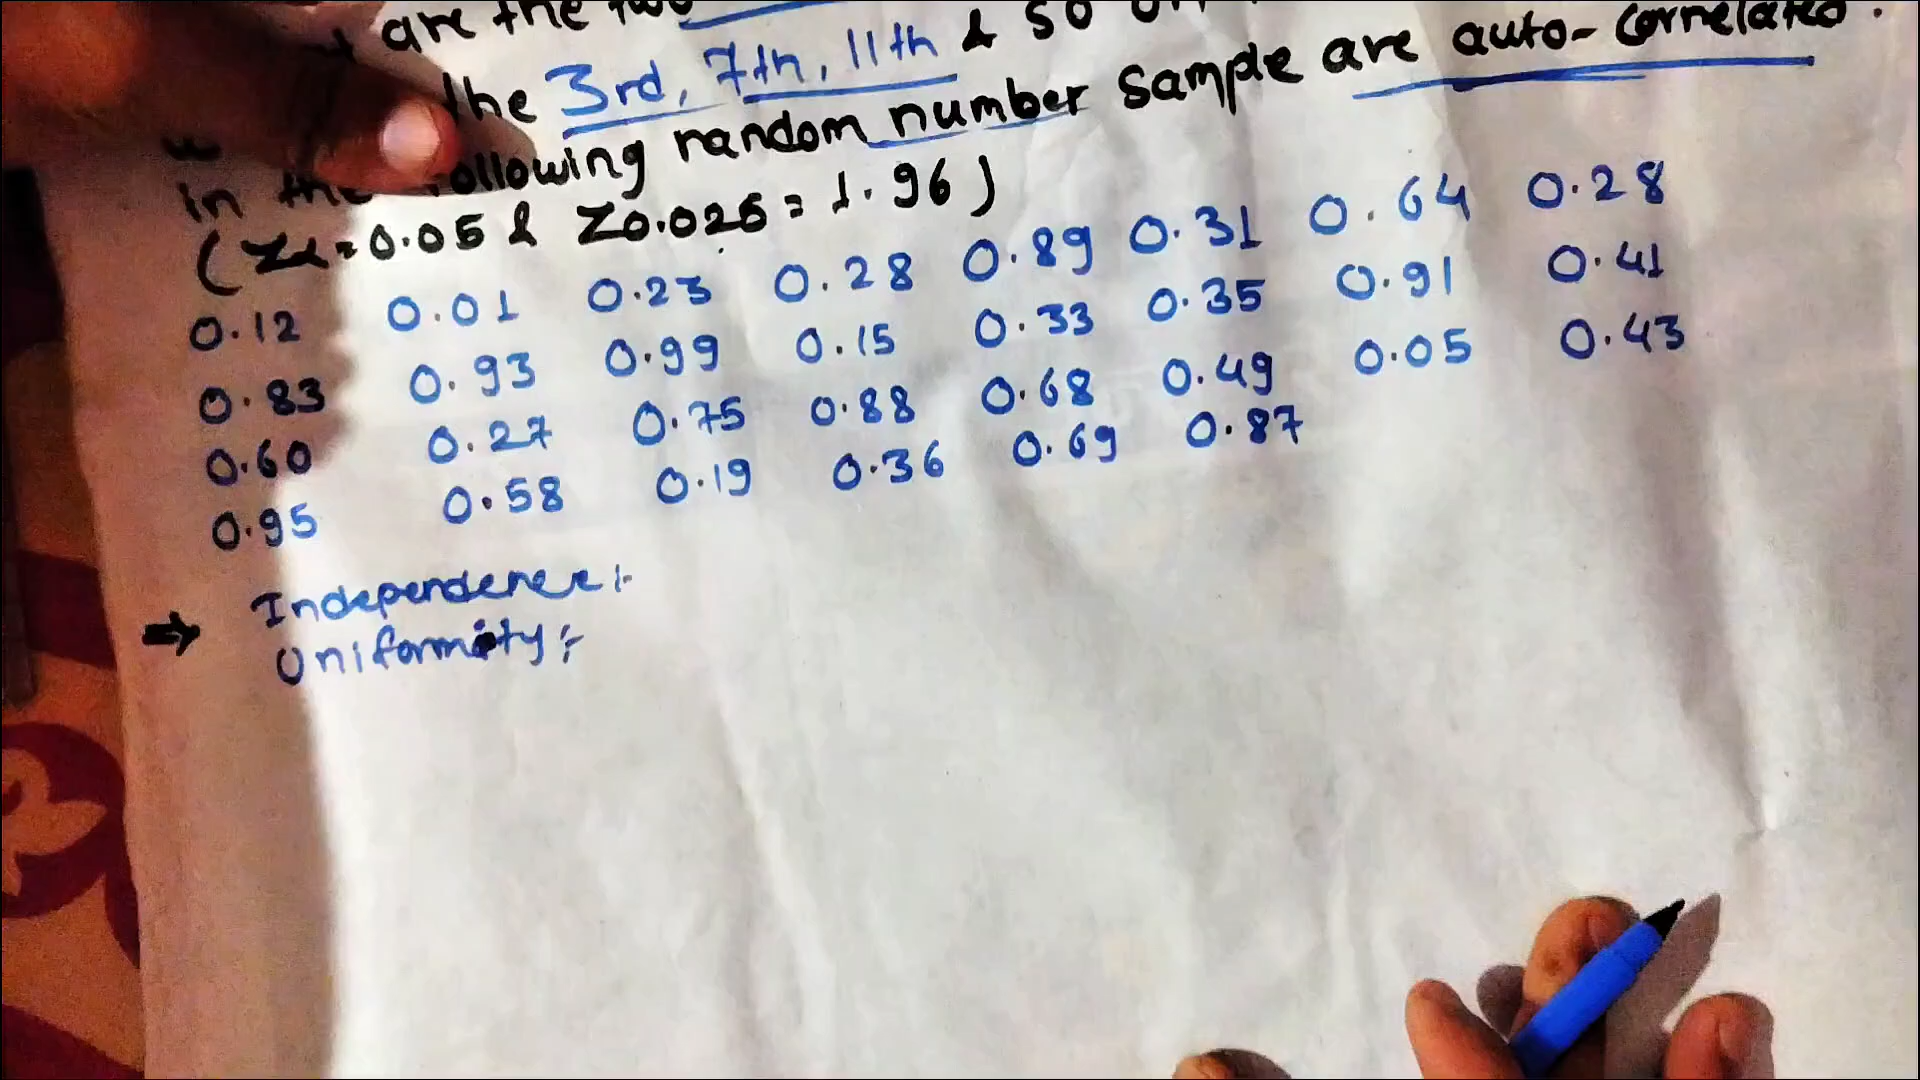 are the two
the 3rd, 7th, 11th & so on
in the following random number sample are auto-correlated.
(Zα=0.05 & Z0.025 = 1.96)
0.12 0.01 0.23 0.28 0.89 0.31 0.64 0.28
0.83 0.93 0.99 0.15 0.33 0.35 0.91 0.41
0.60 0.27 0.75 0.88 0.68 0.49 0.05 0.43
0.95 0.58 0.19 0.36 0.69 0.87
⇒ Independence:-
Uniformity:-